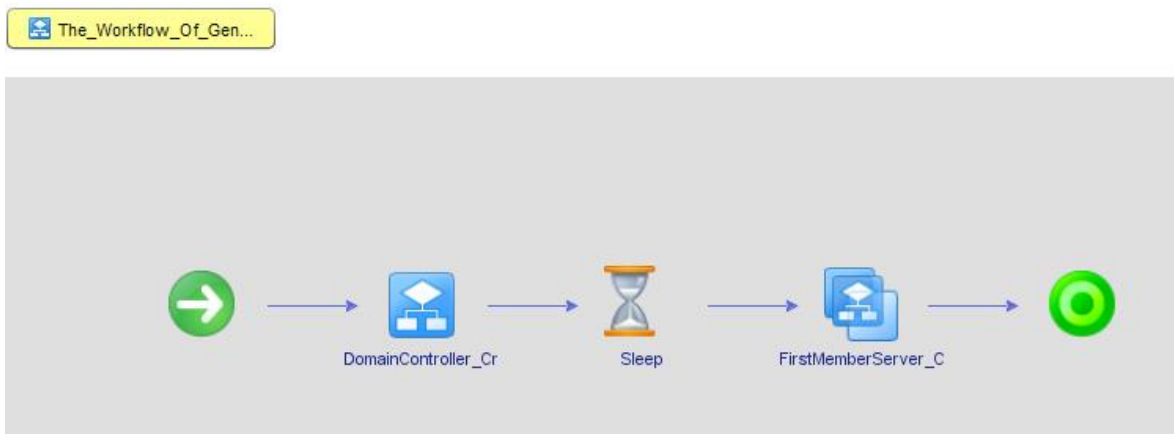 The_Workflow_Of_Gen...
DomainController_Cr
Sleep
FirstMemberServer_C